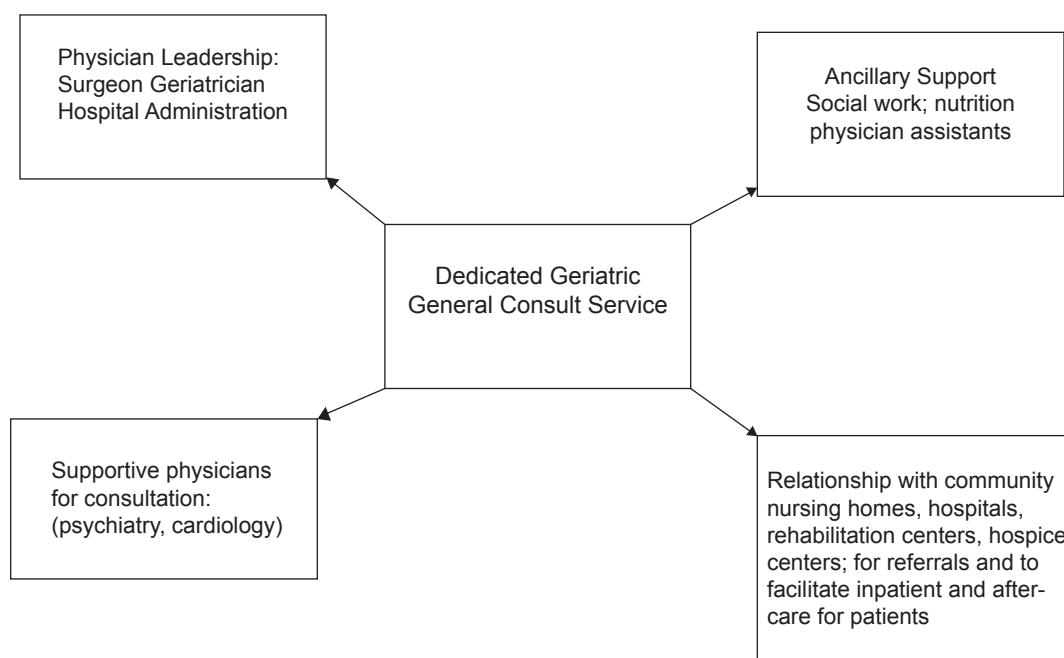 Physician Leadership:
Surgeon Geriatrician
Hospital Administration
Ancillary Support
Social work; nutrition
physician assistants
Dedicated Geriatric
General Consult Service
Supportive physicians
for consultation:
(psychiatry, cardiology)
Relationship with community
nursing homes, hospitals,
rehabilitation centers, hospice
centers; for referrals and to
facilitate inpatient and after-
care for patients